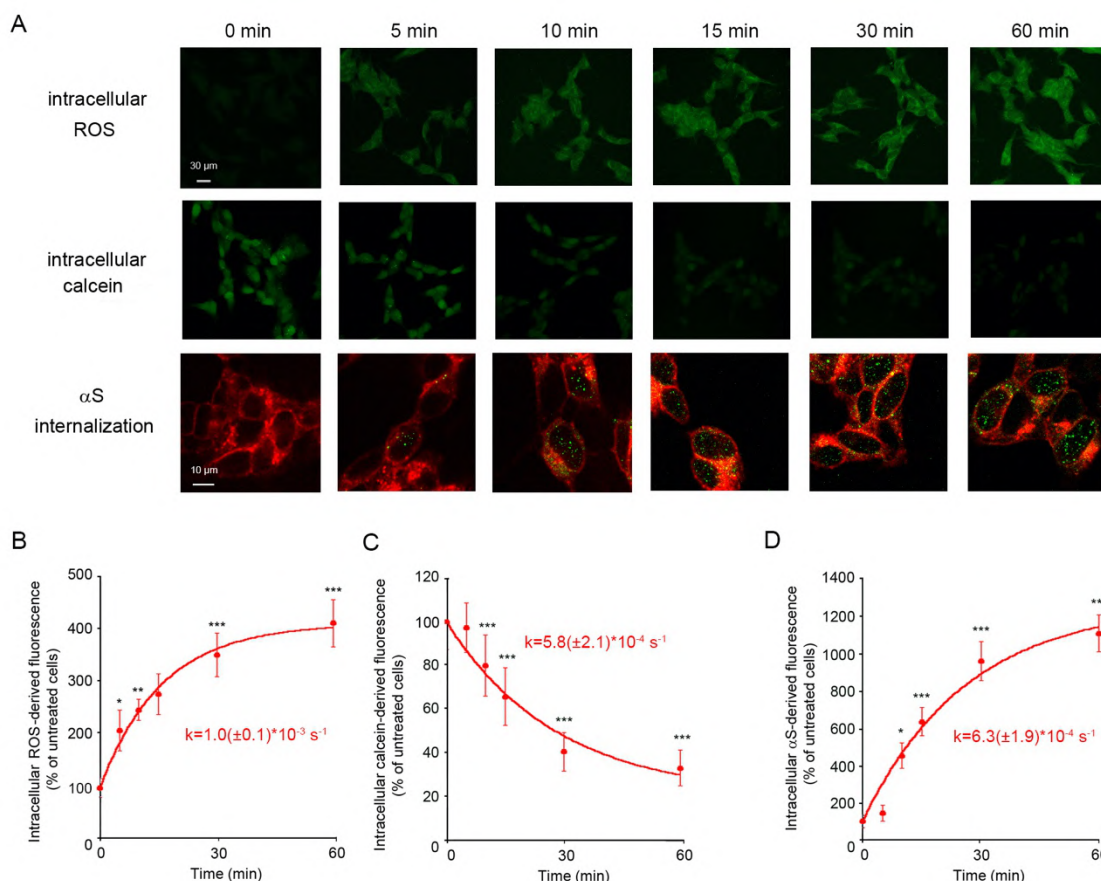 A
0 min 5 min 10 min 15 min 30 min 60 min
intracellular
ROS
30 µm
intracellular
calcein
αS
internalization
10 µm
B
Intracellular ROS-derived fluorescence
(% of untreated cells)
500
400
300
200
100
0
* ** *** ***
k=1.0(±0.1)*10⁻³ s⁻¹
0 30 60
Time (min)
C
Intracellular calcein-derived fluorescence
(% of untreated cells)
120
100
80
60
40
20
0
*** *** *** ***
k=5.8(±2.1)*10⁻⁴ s⁻¹
0 30 60
Time (min)
D
Intracellular αS-derived fluorescence
(% of untreated cells)
1400
1200
1000
800
600
400
200
0
* *** *** **
k=6.3(±1.9)*10⁻⁴ s⁻¹
0 30 60
Time (min)